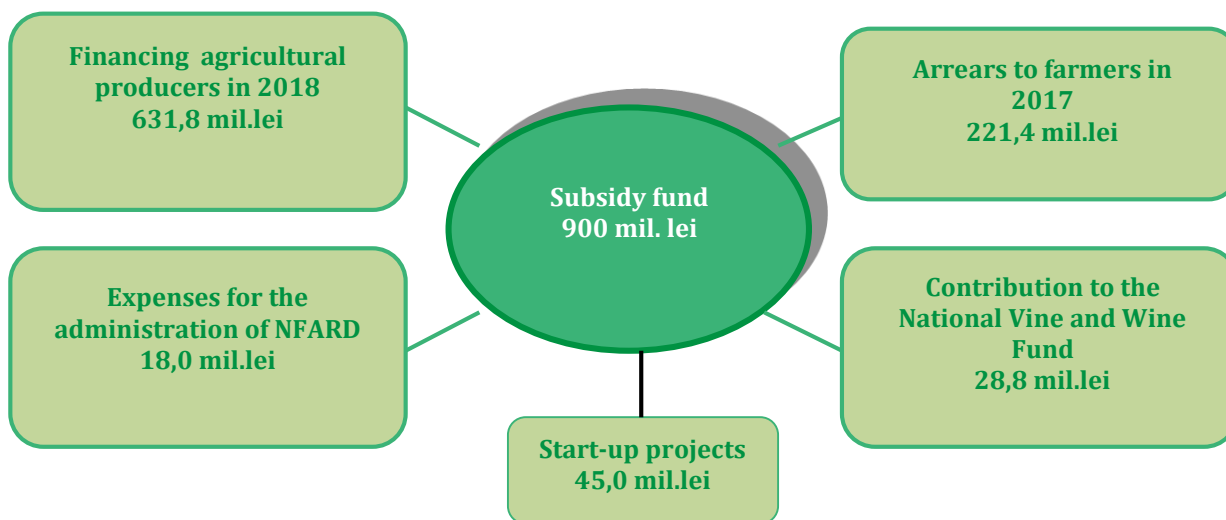 Financing agricultural
producers in 2018
631,8 mil.lei
Arrears to farmers in
2017
221,4 mil.lei
Subsidy fund
900 mil. lei
Expenses for the
administration of NFARD
18,0 mil.lei
Contribution to the
National Vine and Wine
Fund
28,8 mil.lei
Start-up projects
45,0 mil.lei